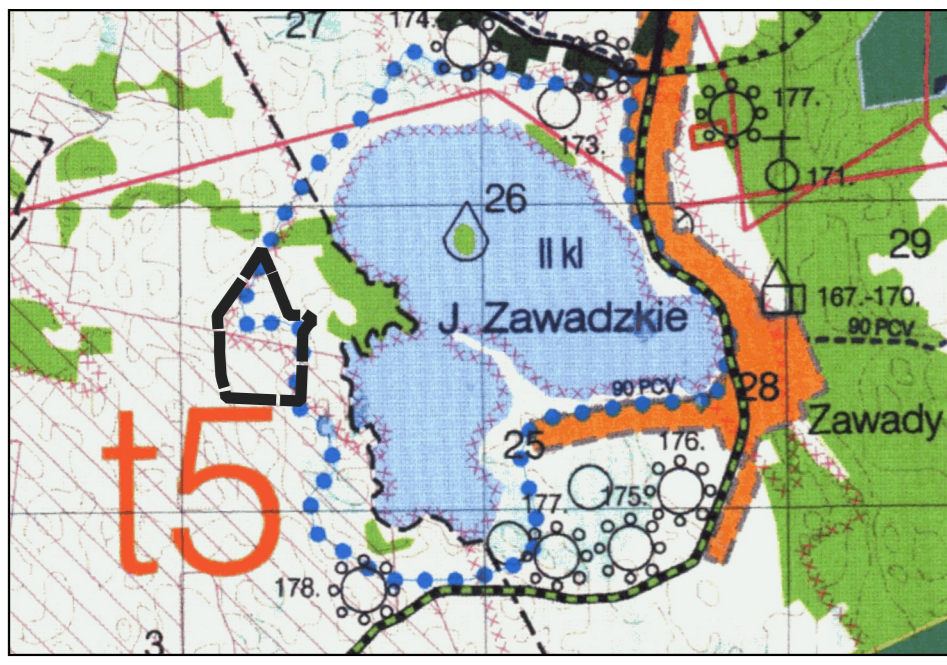 27
174.
177.
173.
171.
26
29
II kl
J. Zawadzkie
167.-170.
90 PCV
90 PCV
28
Zawady
25
176.
t5
177.
175.
178.
3